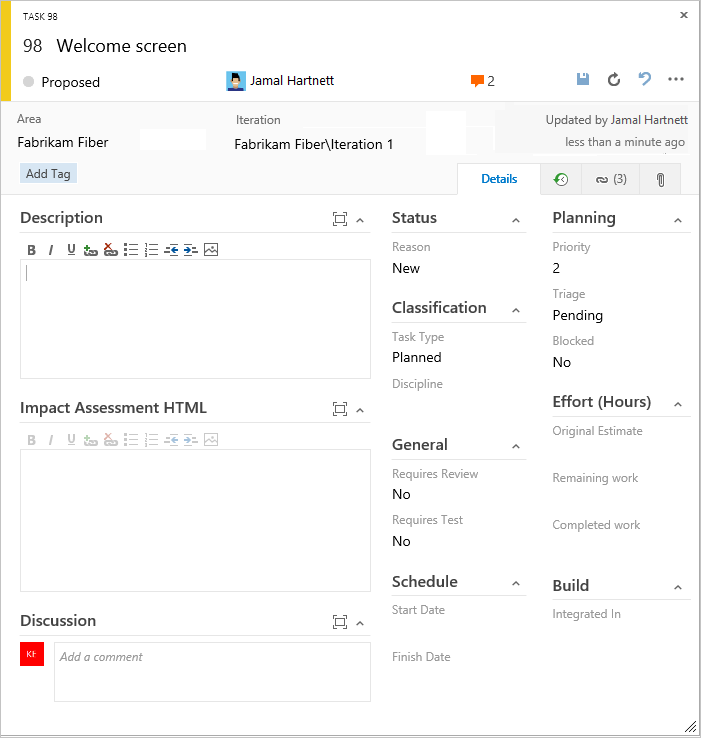 TASK 98
98 Welcome screen
Proposed
Jamal Hartnett
2
Area
Fabrikam Fiber
Iteration
Fabrikam Fiber\Iteration 1
Updated by Jamal Hartnett
less than a minute ago
Add Tag
Details
(3)
Description
B I U
Impact Assessment HTML
B I U
Discussion
KF
Add a comment
Status
Reason
New
Classification
Task Type
Planned
Discipline
General
Requires Review
No
Requires Test
No
Schedule
Start Date
Finish Date
Planning
Priority
2
Triage
Pending
Blocked
No
Effort (Hours)
Original Estimate
Remaining work
Completed work
Build
Integrated In